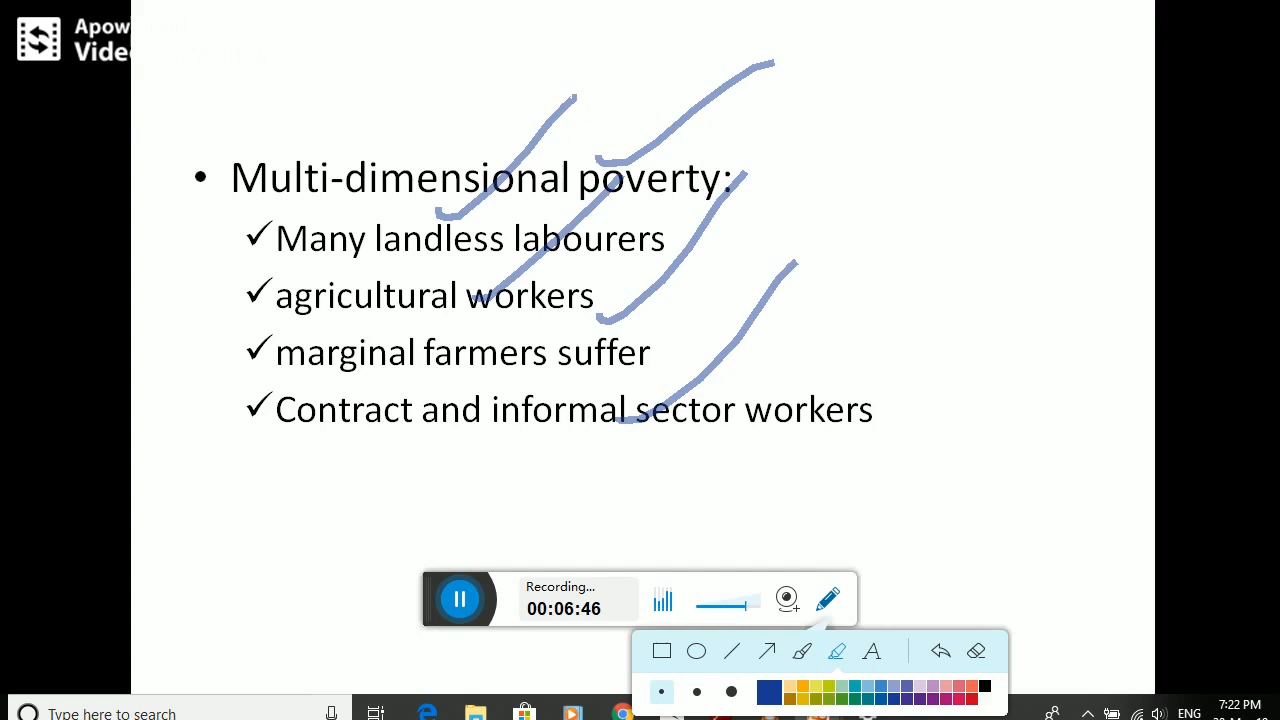 Apow
Vide
• Multi-dimensional poverty:
✓Many landless labourers
✓agricultural workers
✓marginal farmers suffer
✓Contract and informal sector workers
Recording...
00:06:46
A
Type here to search
ENG
7:22 PM